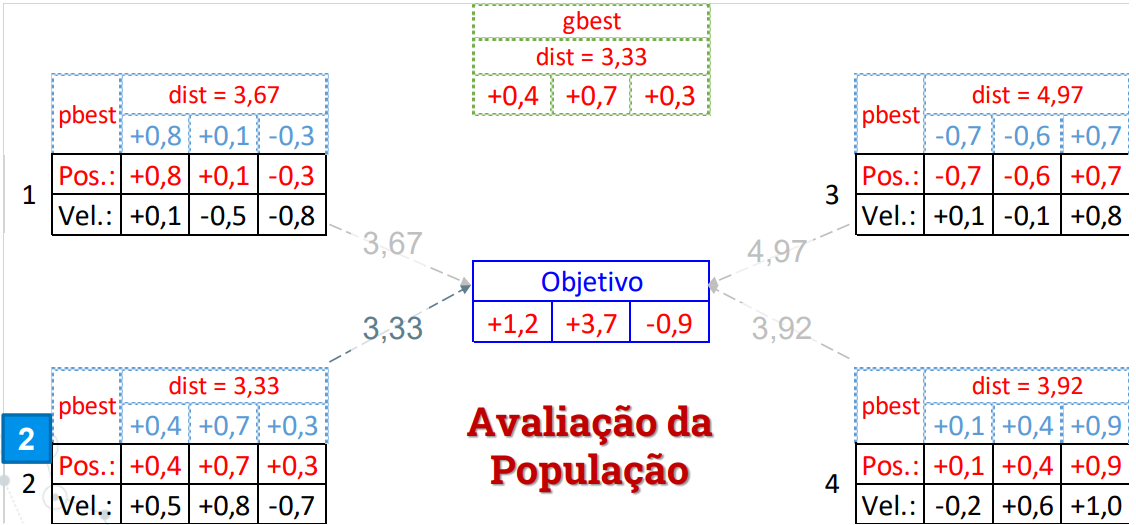 gbest
dist = 3,33
+0,4 +0,7 +0,3
dist = 3,67
pbest
+0,8 +0,1 -0,3
1
Pos.: +0,8 +0,1 -0,3
Vel.: +0,1 -0,5 -0,8
dist = 4,97
pbest
-0,7 -0,6 +0,7
3
Pos.: -0,7 -0,6 +0,7
Vel.: +0,1 -0,1 +0,8
3,67
4,97
Objetivo
+1,2 +3,7 -0,9
3,33
3,92
dist = 3,33
pbest
+0,4 +0,7 +0,3
2
Pos.: +0,4 +0,7 +0,3
2
Vel.: +0,5 +0,8 -0,7
Avaliação da
População
dist = 3,92
pbest
+0,1 +0,4 +0,9
Pos.: +0,1 +0,4 +0,9
4
Vel.: -0,2 +0,6 +1,0